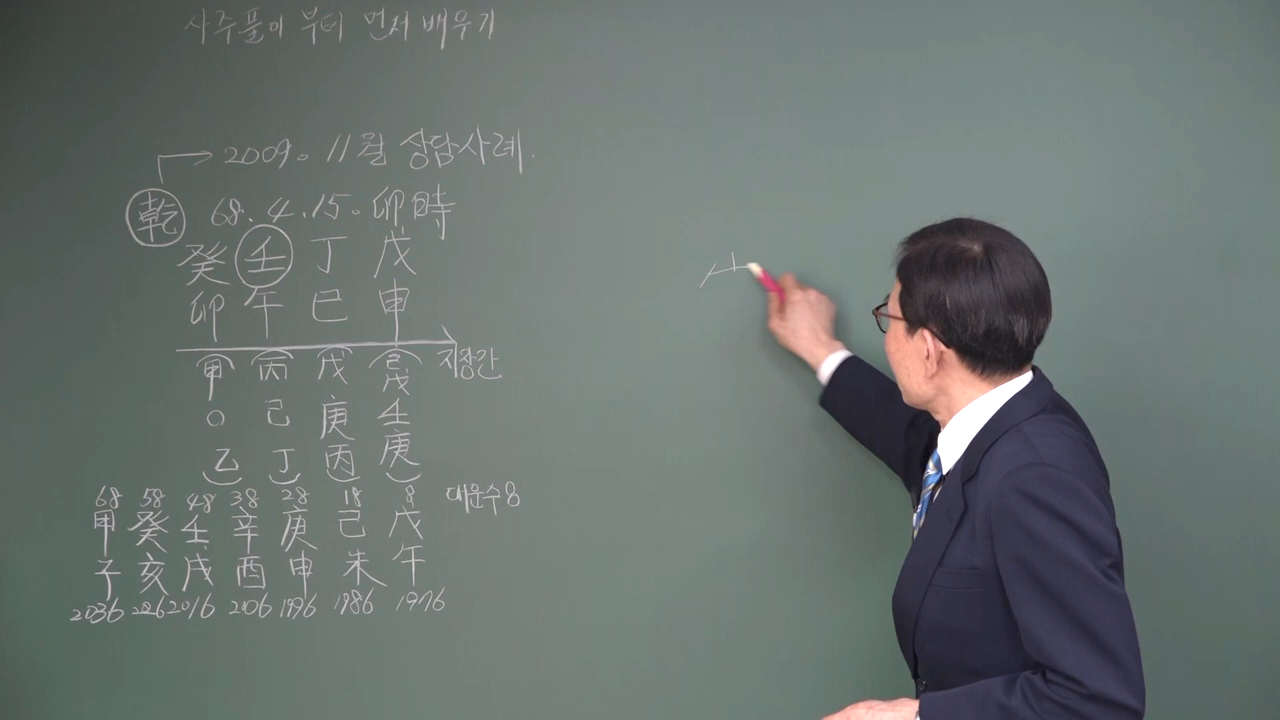 사주풀이 부터 먼저 배우기
2009. 11월 상담사례.
乾 68. 4. 15. 卯時
癸 壬 丁 戊
卯 午 巳 申
甲 丙 戊 己戊 지장간
○ 己 庚 壬
乙 丁 丙 庚
68 58 48 38 28 18 8 대운수8
甲 癸 壬 辛 庚 己 戊
子 亥 戌 酉 申 未 午
2036 2026 2016 2006 1996 1986 1976